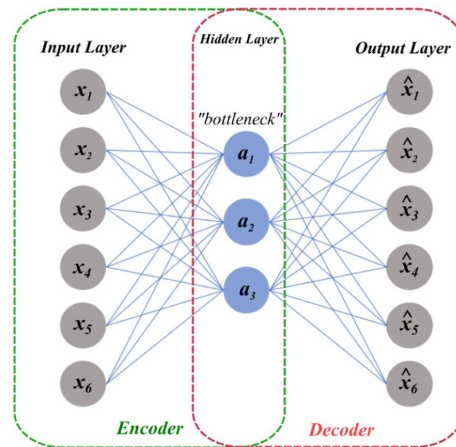 Input Layer
Hidden Layer
Output Layer
"bottleneck"
x1
x2
x3
x4
x5
x6
a1
a2
a3
x̂1
x̂2
x̂3
x̂4
x̂5
x̂6
Encoder
Decoder